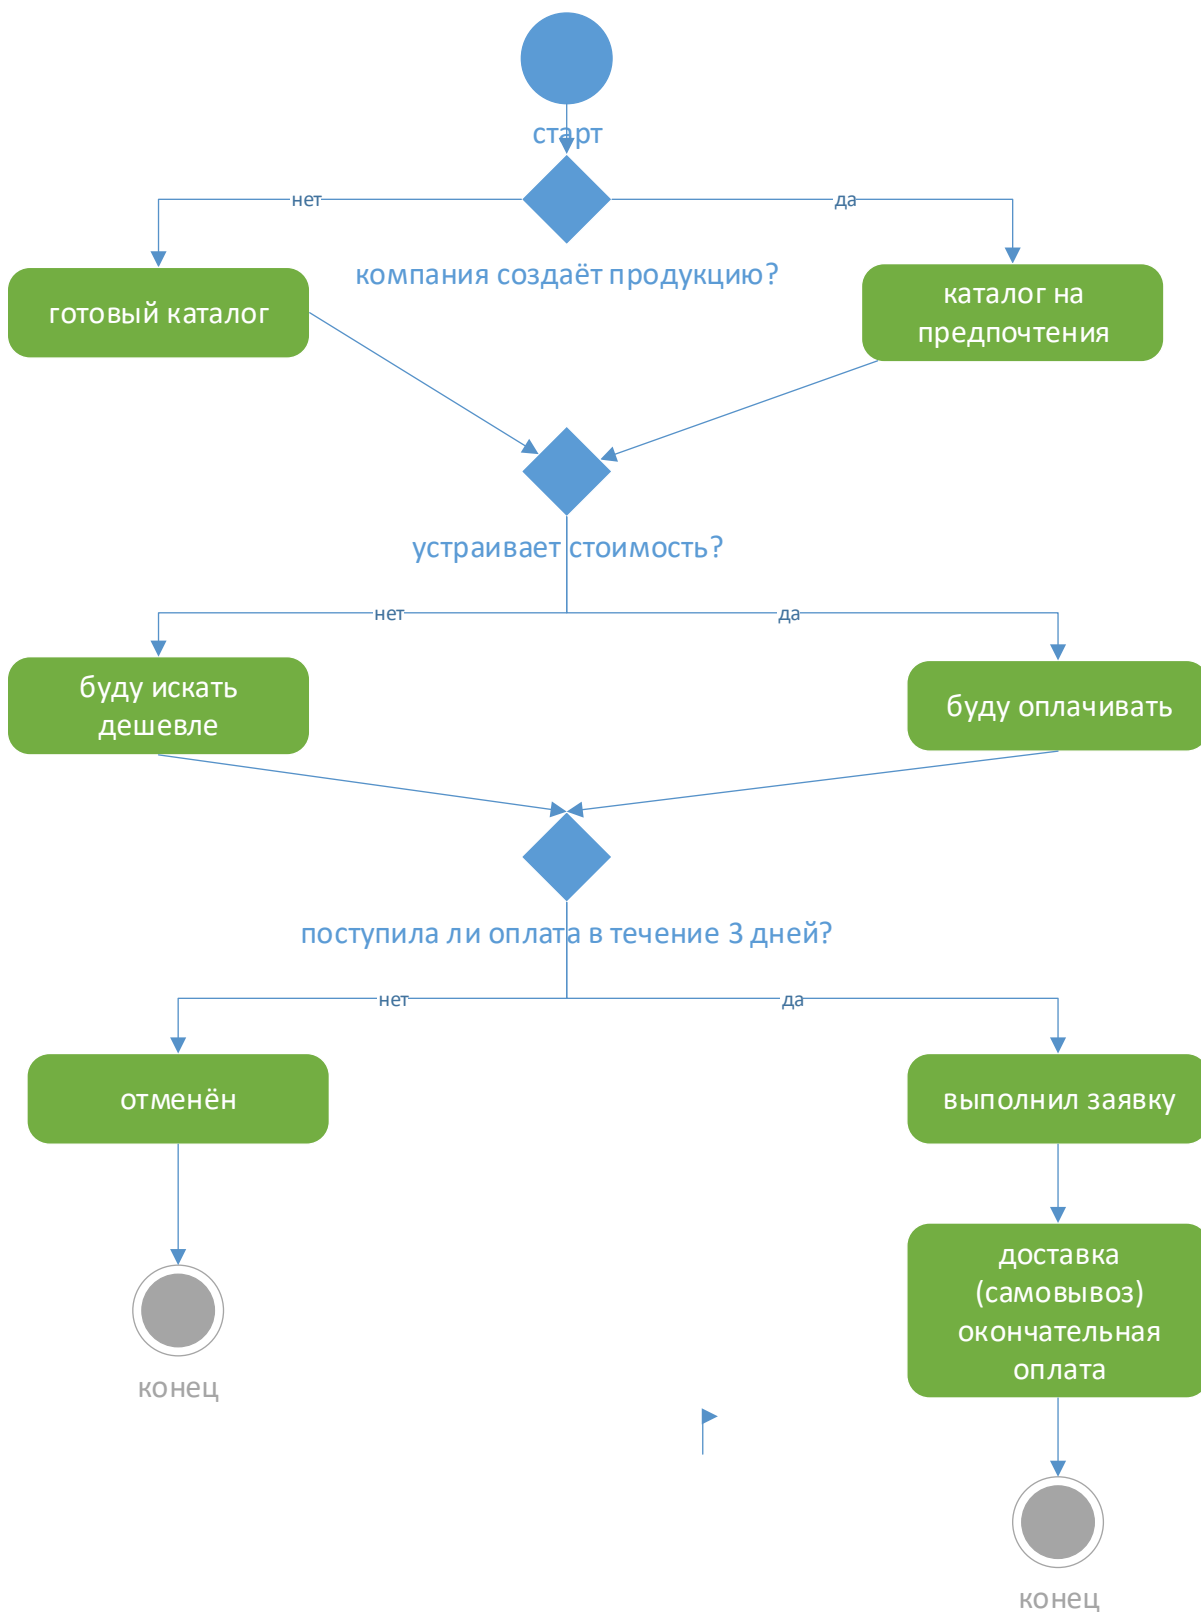 старт
нет
да
компания создаёт продукцию?
готовый каталог
каталог на
предпочтения
устраивает стоимость?
нет
да
буду искать
дешевле
буду оплачивать
поступила ли оплата в течение 3 дней?
нет
да
отменён
выполнил заявку
доставка
(самовывоз)
окончательная
оплата
конец
конец